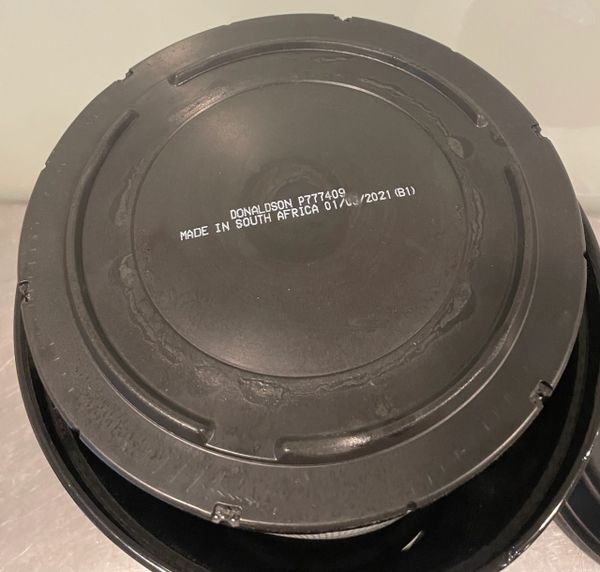 DONALDSON P777409
MADE IN SOUTH AFRICA (B1)